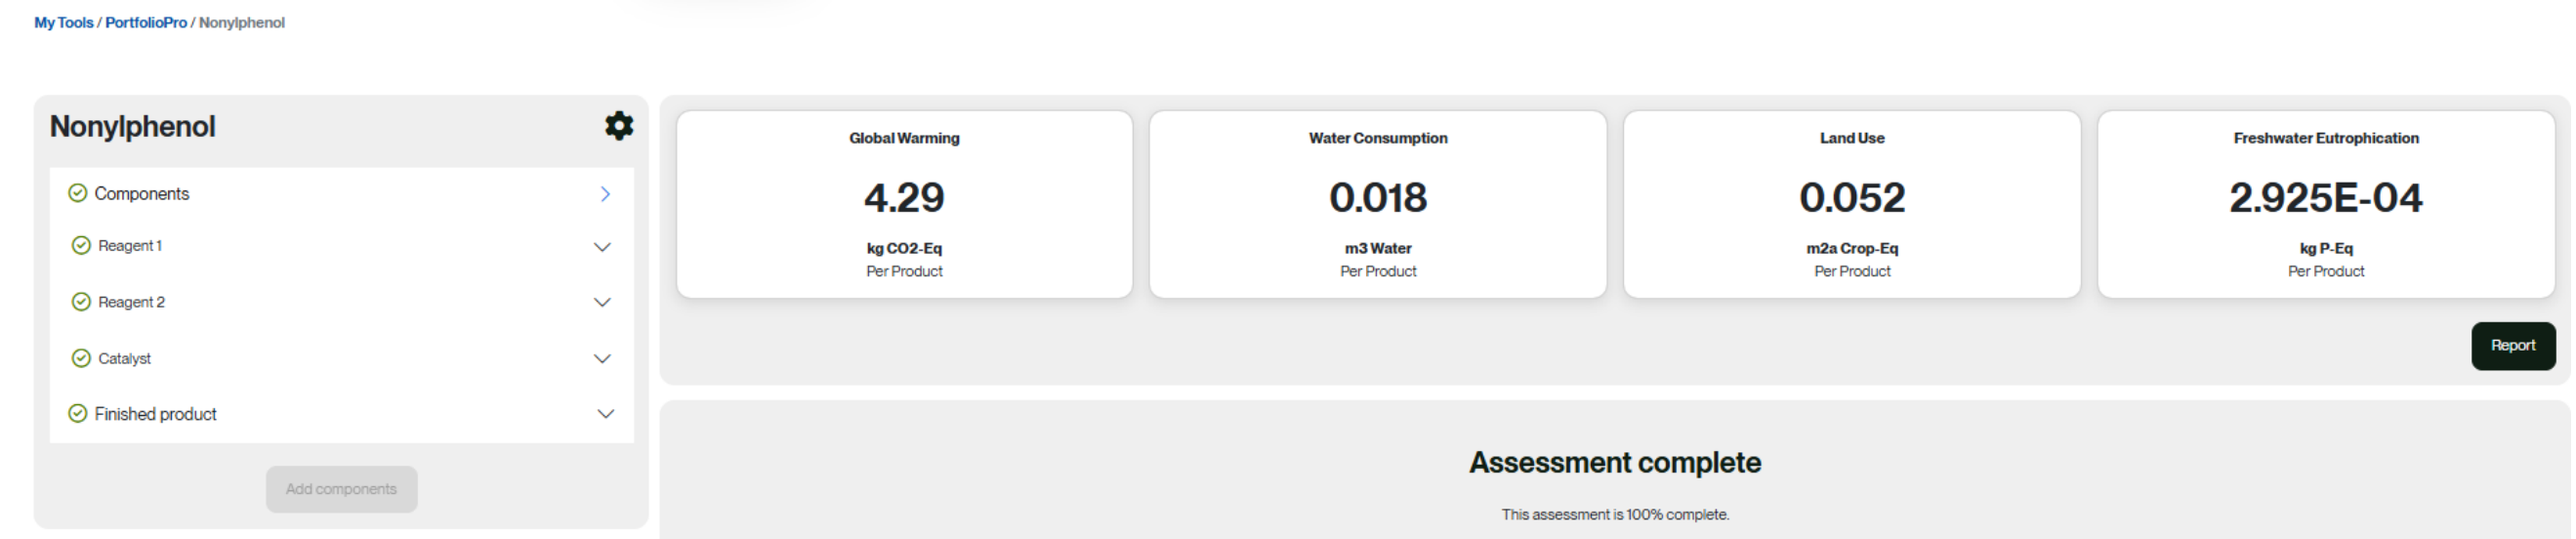 My Tools / PortfolioPro / Nonylphenol
Nonylphenol
Components
Reagent 1
Reagent 2
Catalyst
Finished product
Add components
Global Warming
4.29
kg CO2-Eq
Per Product
Water Consumption
0.018
m3 Water
Per Product
Land Use
0.052
m2a Crop-Eq
Per Product
Freshwater Eutrophication
2.925E-04
kg P-Eq
Per Product
Report
Assessment complete
This assessment is 100% complete.